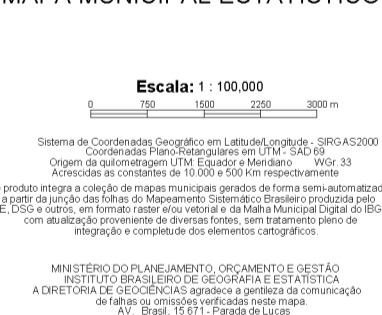 MAPA MUNICIPAL ESTATÍSTICO
Escala: 1 : 100,000
0 750 1500 2250 3000 m
Sistema de Coordenadas Geográfico em Latitude/Longitude - SIRGAS2000
Coordenadas Plano-Retangulares em UTM - SAD 69
Origem da quilometragem UTM: Equador e Meridiano WGr. 33
Acrescidas as constantes de 10.000 e 500 Km respectivamente
produto integra a coleção de mapas municipais gerados de forma semi-automatizad
a partir da junção das folhas do Mapeamento Sistemático Brasileiro produzida pelo
E, DSG e outros, em formato raster e/ou vetorial e da Malha Municipal Digital do IBG
com atualização proveniente de diversas fontes, sem tratamento pleno de
integração e completude dos elementos cartográficos.
MINISTÉRIO DO PLANEJAMENTO, ORÇAMENTO E GESTÃO
INSTITUTO BRASILEIRO DE GEOGRAFIA E ESTATÍSTICA
A DIRETORIA DE GEOCIÊNCIAS agradece a gentileza da comunicação
de falhas ou omissões verificadas neste mapa.
AV. Brasil, 15 671 - Parada de Lucas